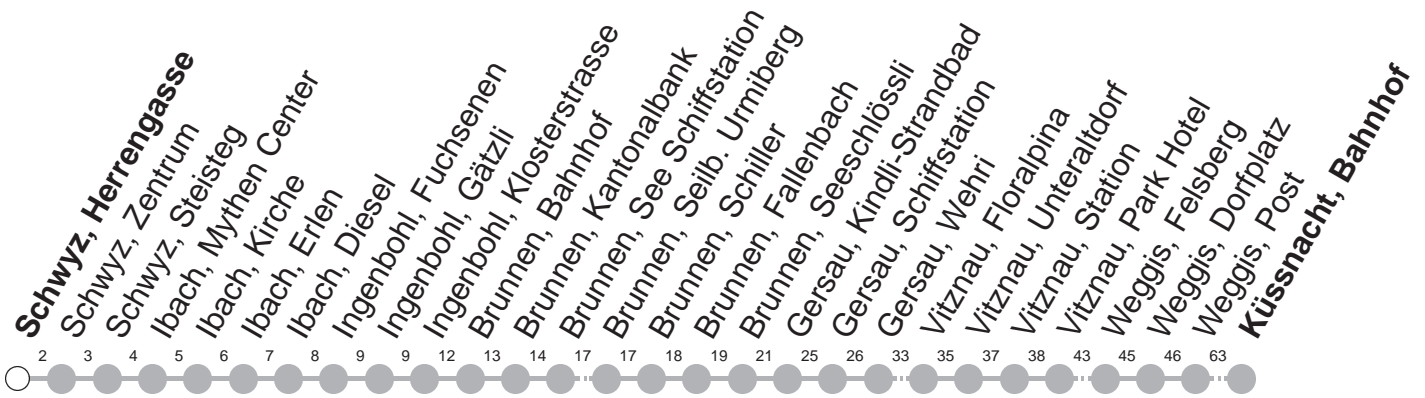 Schwyz, Herrengasse
Schwyz, Zentrum
Schwyz, Steisteg
Ibach, Mythen Center
Ibach, Kirche
Ibach, Erlen
Ibach, Diesel
Ingenbohl, Fuchsenen
Ingenbohl, Gätzli
Ingenbohl, Klosterstrasse
Brunnen, Bahnhof
Brunnen, Kantonalbank
Brunnen, See Schiffstation
Brunnen, Seilb. Urmiberg
Brunnen, Schiller
Brunnen, Fallenbach
Brunnen, Seeschlössli
Gersau, Kindli-Strandbad
Gersau, Schiffstation
Gersau, Wehri
Vitznau, Floralpina
Vitznau, Unteraltdorf
Vitznau, Station
Vitznau, Park Hotel
Weggis, Felsberg
Weggis, Dorfplatz
Weggis, Post
Küssnacht, Bahnhof
2 3 4 5 6 7 8 9 9 12 13 14 17 17 18 19 21 25 26 33 35 37 38 43 45 46 63